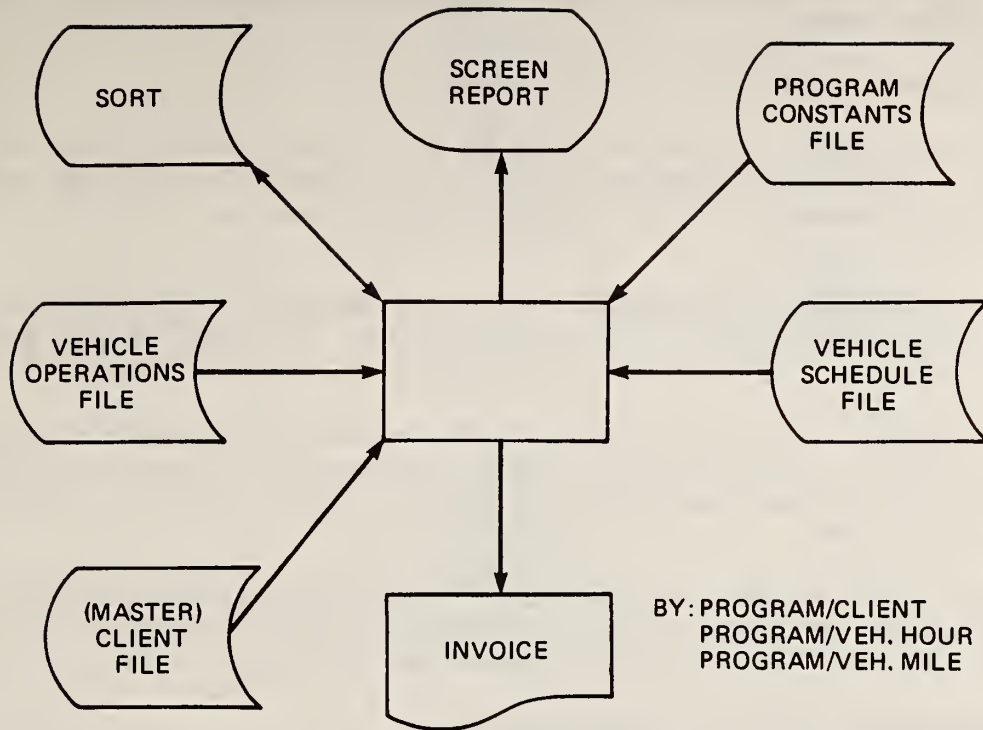 SORT
SCREEN
REPORT
PROGRAM
CONSTANTS
FILE
VEHICLE
OPERATIONS
FILE
VEHICLE
SCHEDULE
FILE
(MASTER)
CLIENT
FILE
INVOICE
BY: PROGRAM/CLIENT
PROGRAM/VEH. HOUR
PROGRAM/VEH. MILE